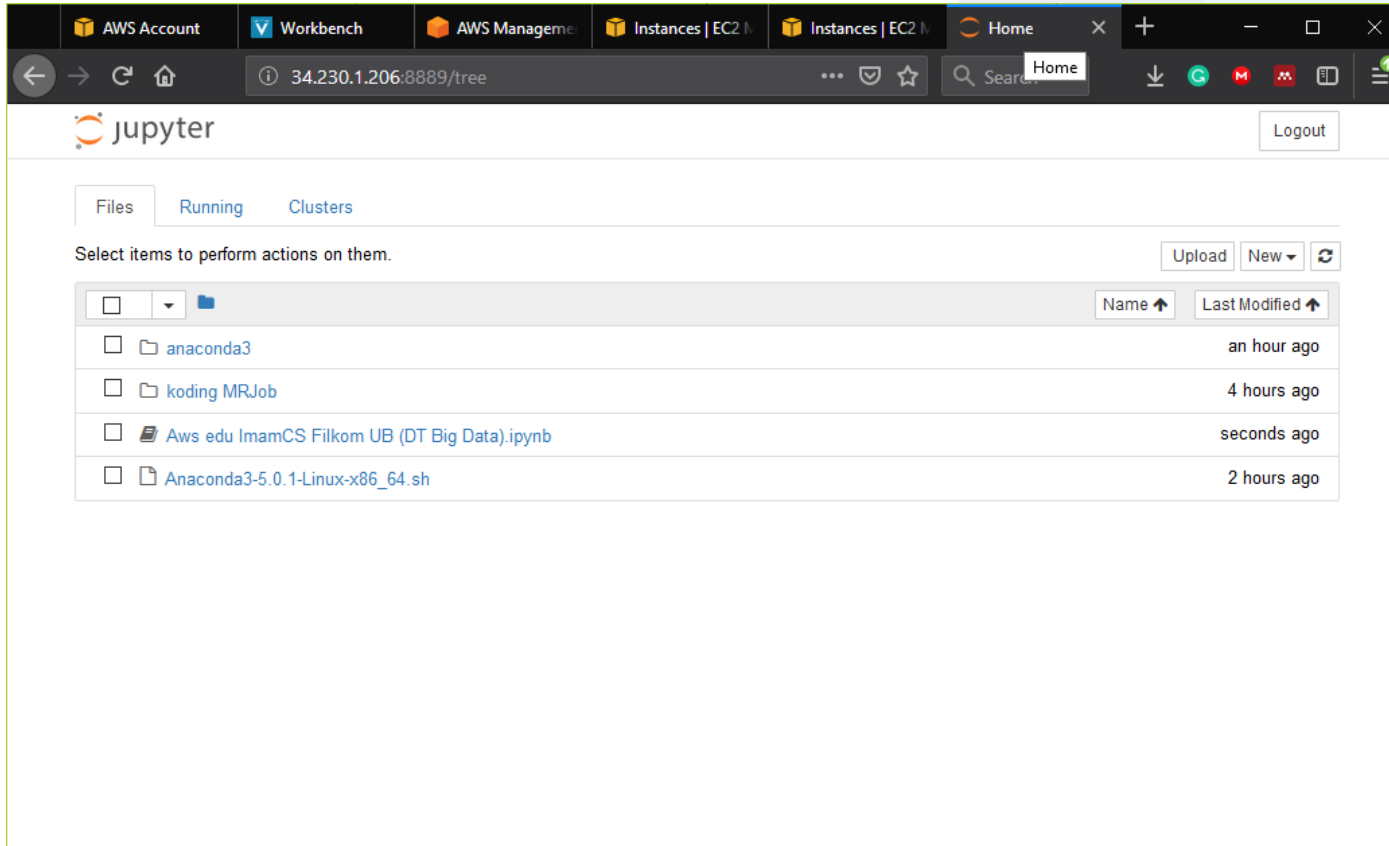 AWS Account Workbench AWS Manageme Instances | EC2 M Instances | EC2 M Home
34.230.1.206:8889/tree Search Home
jupyter Logout
Files Running Clusters
Select items to perform actions on them. Upload New
Name Last Modified
anaconda3 an hour ago
koding MRJob 4 hours ago
Aws edu ImamCS Filkom UB (DT Big Data).ipynb seconds ago
Anaconda3-5.0.1-Linux-x86_64.sh 2 hours ago